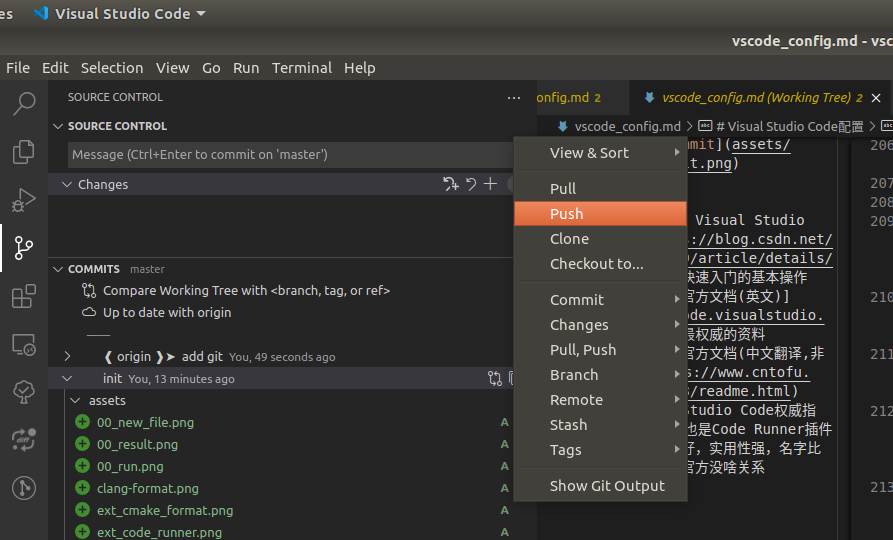 es Visual Studio Code
vscode_config.md - vsc
File Edit Selection View Go Run Terminal Help
SOURCE CONTROL
onfig.md 2
vscode_config.md (Working Tree) 2
SOURCE CONTROL
vscode_config.md > # Visual Studio Code配置 >
Message (Ctrl+Enter to commit on 'master')
Changes
COMMITS master
Compare Working Tree with <branch, tag, or ref>
Up to date with origin
origin add git You, 49 seconds ago
init You, 13 minutes ago
assets
00_new_file.png A
00_result.png A
00_run.png A
clang-format.png A
ext_cmake_format.png A
ext_code_runner.png A
View & Sort
Pull
Push
Clone
Checkout to...
Commit
Changes
Pull, Push
Branch
Remote
Stash
Tags
Show Git Output
mmit](assets/
it.png)
Visual Studio
s://blog.csdn.net/
/article/details/
快速入门的基本操作
官方文档(英文)]
ode.visualstudio.
最权威的资料
官方文档(中文翻译,非
s://www.cntofu.
3/readme.html)
Studio Code权威指
也是Code Runner插件
好，实用性强，名字比
官方没啥关系
206
207
208
209
210
211
212
213